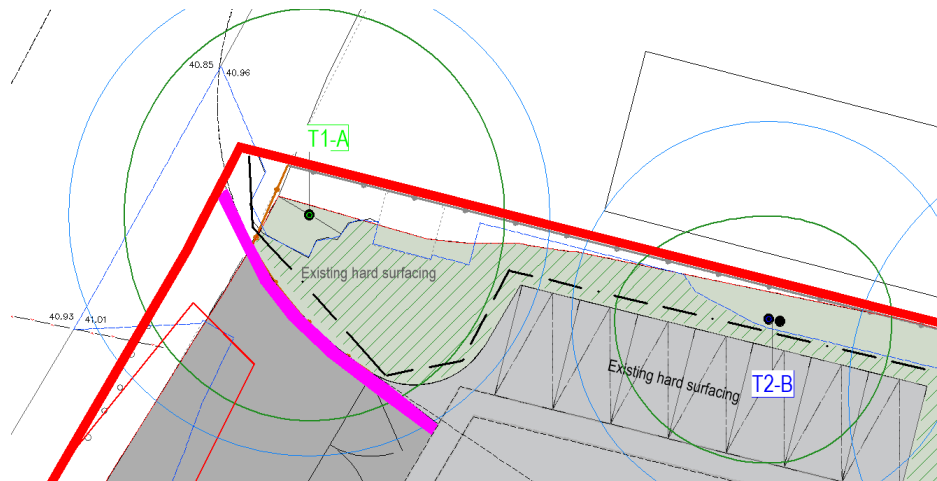 40.85
40.96
T1-A
Existing hard surfacing
40.93
41.01
Existing hard surfacing
T2-B